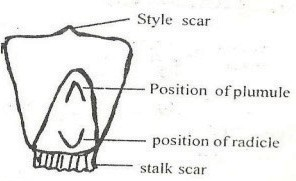 Style scar
Position of plumule
position of radicle
stalk scar